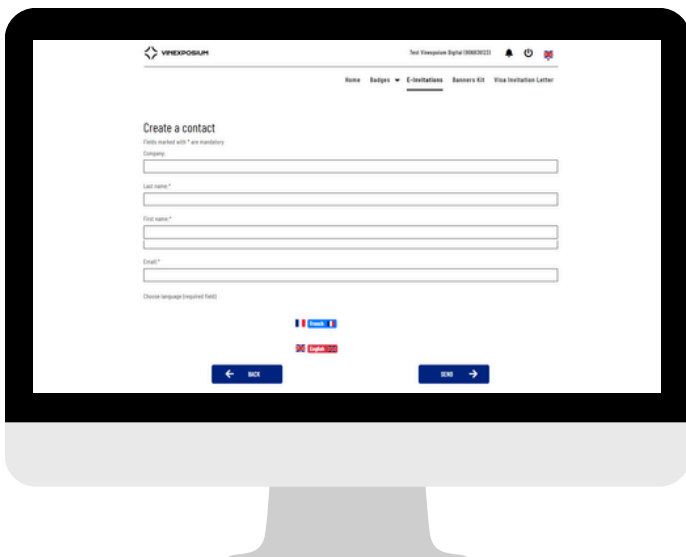 VINEXPOSIUM
Test Vinexposium Digital
Home Badges E-Invitations Banners Kit Visa Invitation Letter
Create a contact
Fields marked with * are mandatory
Company:
Last name:*
First name:*
Email:*
Choose language (required field)
French
English
BACK
SEND